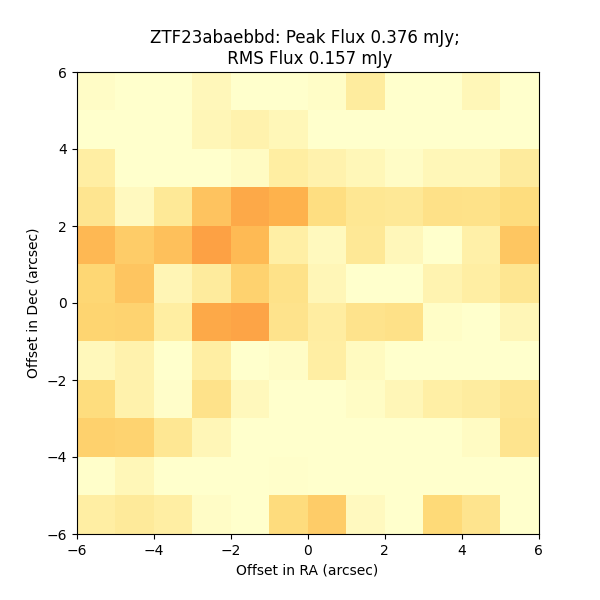 ZTF23abaebbd: Peak Flux 0.376 mJy;
RMS Flux 0.157 mJy
6
4
2
0
−2
−4
−6
Offset in Dec (arcsec)
−6 −4 −2 0 2 4 6
Offset in RA (arcsec)